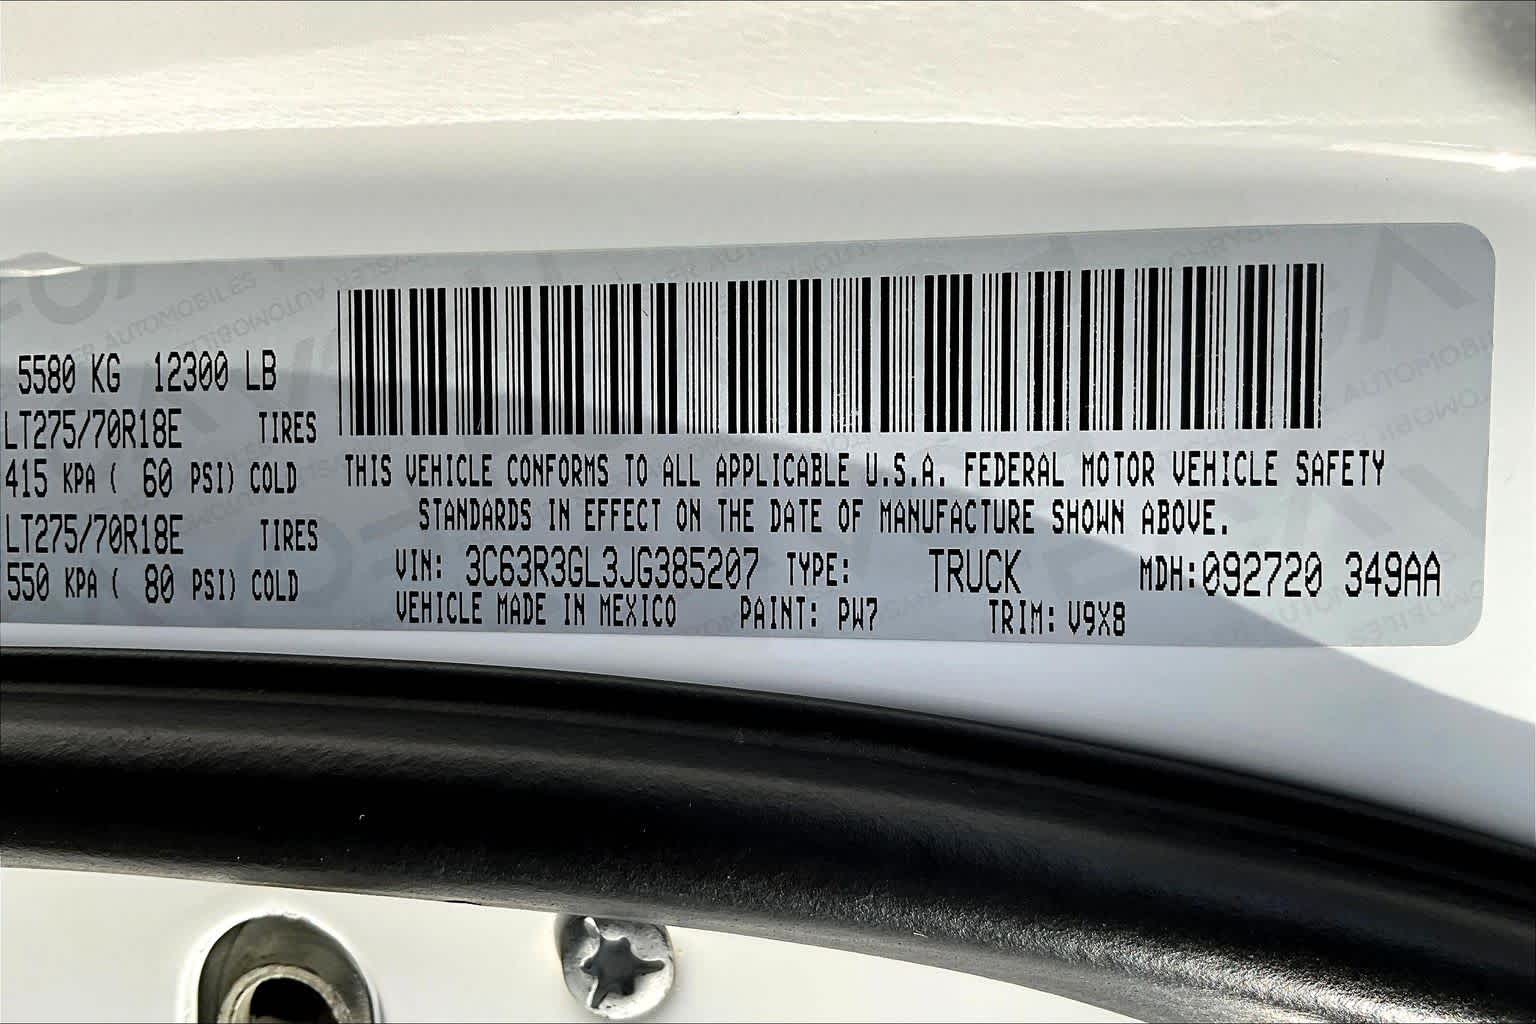 5580 KG 12300 LB
LT275/70R18E TIRES
415 KPA ( 60 PSI) COLD
LT275/70R18E TIRES
550 KPA ( 80 PSI) COLD
THIS VEHICLE CONFORMS TO ALL APPLICABLE U.S.A. FEDERAL MOTOR VEHICLE SAFETY
STANDARDS IN EFFECT ON THE DATE OF MANUFACTURE SHOWN ABOVE.
VIN: 3C63R3GL3JG385207 TYPE: TRUCK MDH:092720 349AA
VEHICLE MADE IN MEXICO PAINT: PW7 TRIM: V9X8